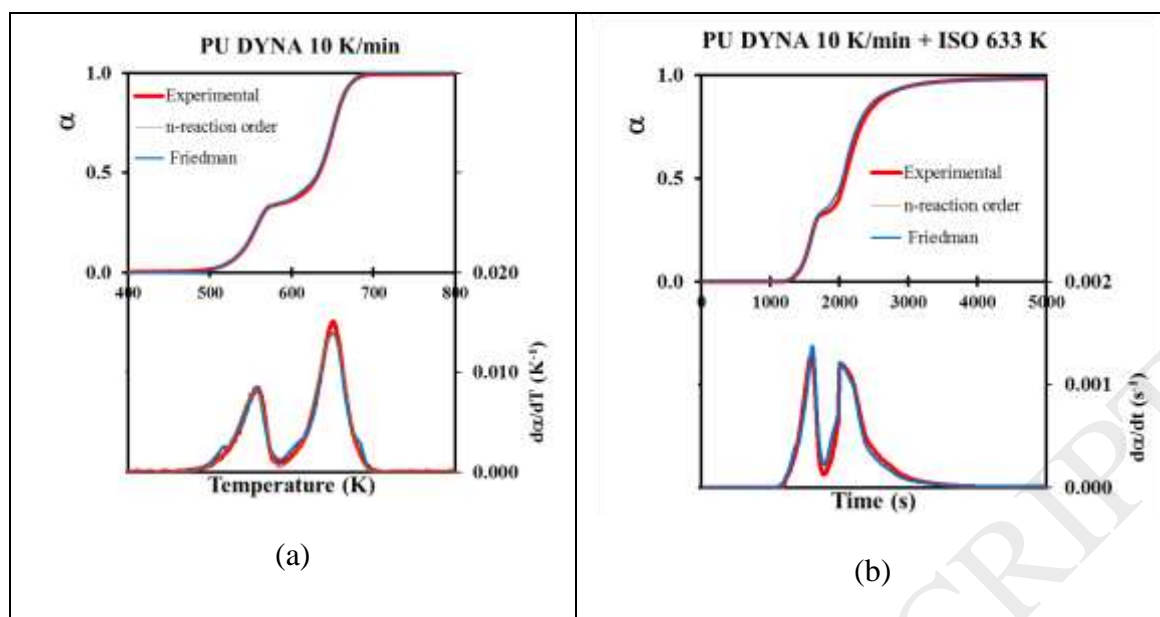 PU DYNA 10 K/min
1.0
Experimental
n-reaction order
Friedman
α
0.5
0.0
400
500
600
700
800
0.020
0.010
0.000
dα/dT (K⁻¹)
Temperature (K)
(a)
PU DYNA 10 K/min + ISO 633 K
1.0
α
0.5
Experimental
n-reaction order
Friedman
0.0
0
1000
2000
3000
4000
5000
0.002
0.001
0.000
dα/dt (s⁻¹)
Time (s)
(b)
CRIPT